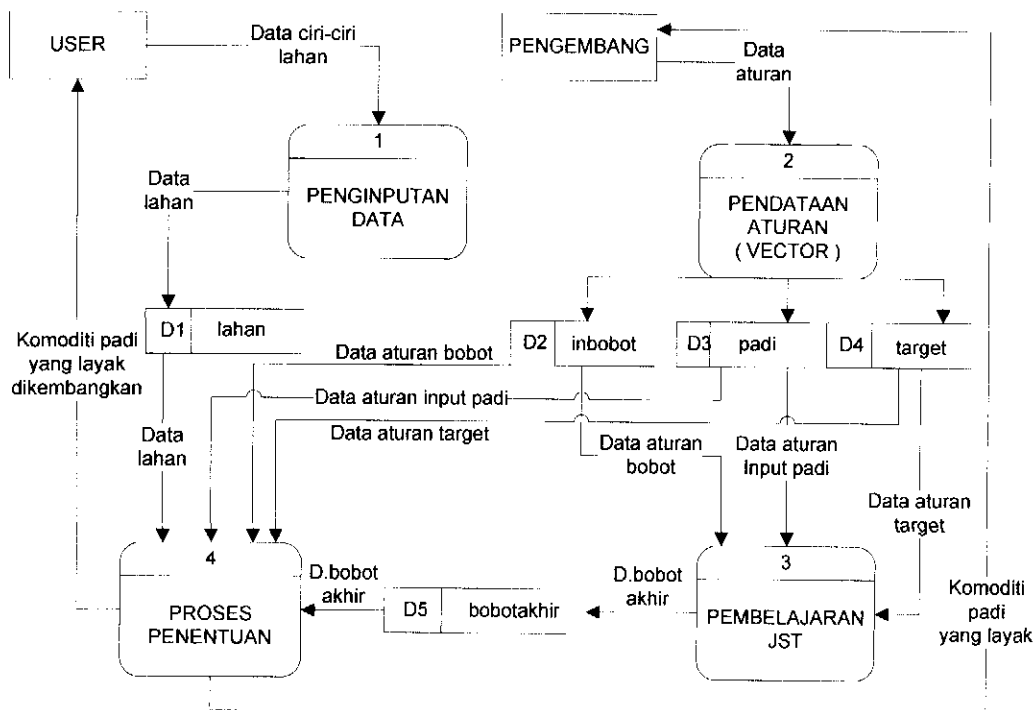 USER
Data ciri-ciri
lahan
PENGEMBANG
Data
aturan
1
PENGINPUTAN
DATA
2
PENDATAAN
ATURAN
( VECTOR )
Data
lahan
D1
lahan
Komoditi padi
yang layak
dikembangkan
D2
inbobot
D3
padi
D4
target
Data aturan bobot
Data aturan input padi
Data aturan target
Data
lahan
Data aturan
bobot
Data aturan
Input padi
Data aturan
target
4
PROSES
PENENTUAN
D.bobot
akhir
D5
bobotakhir
D.bobot
akhir
3
PEMBELAJARAN
JST
Komoditi
padi
yang layak